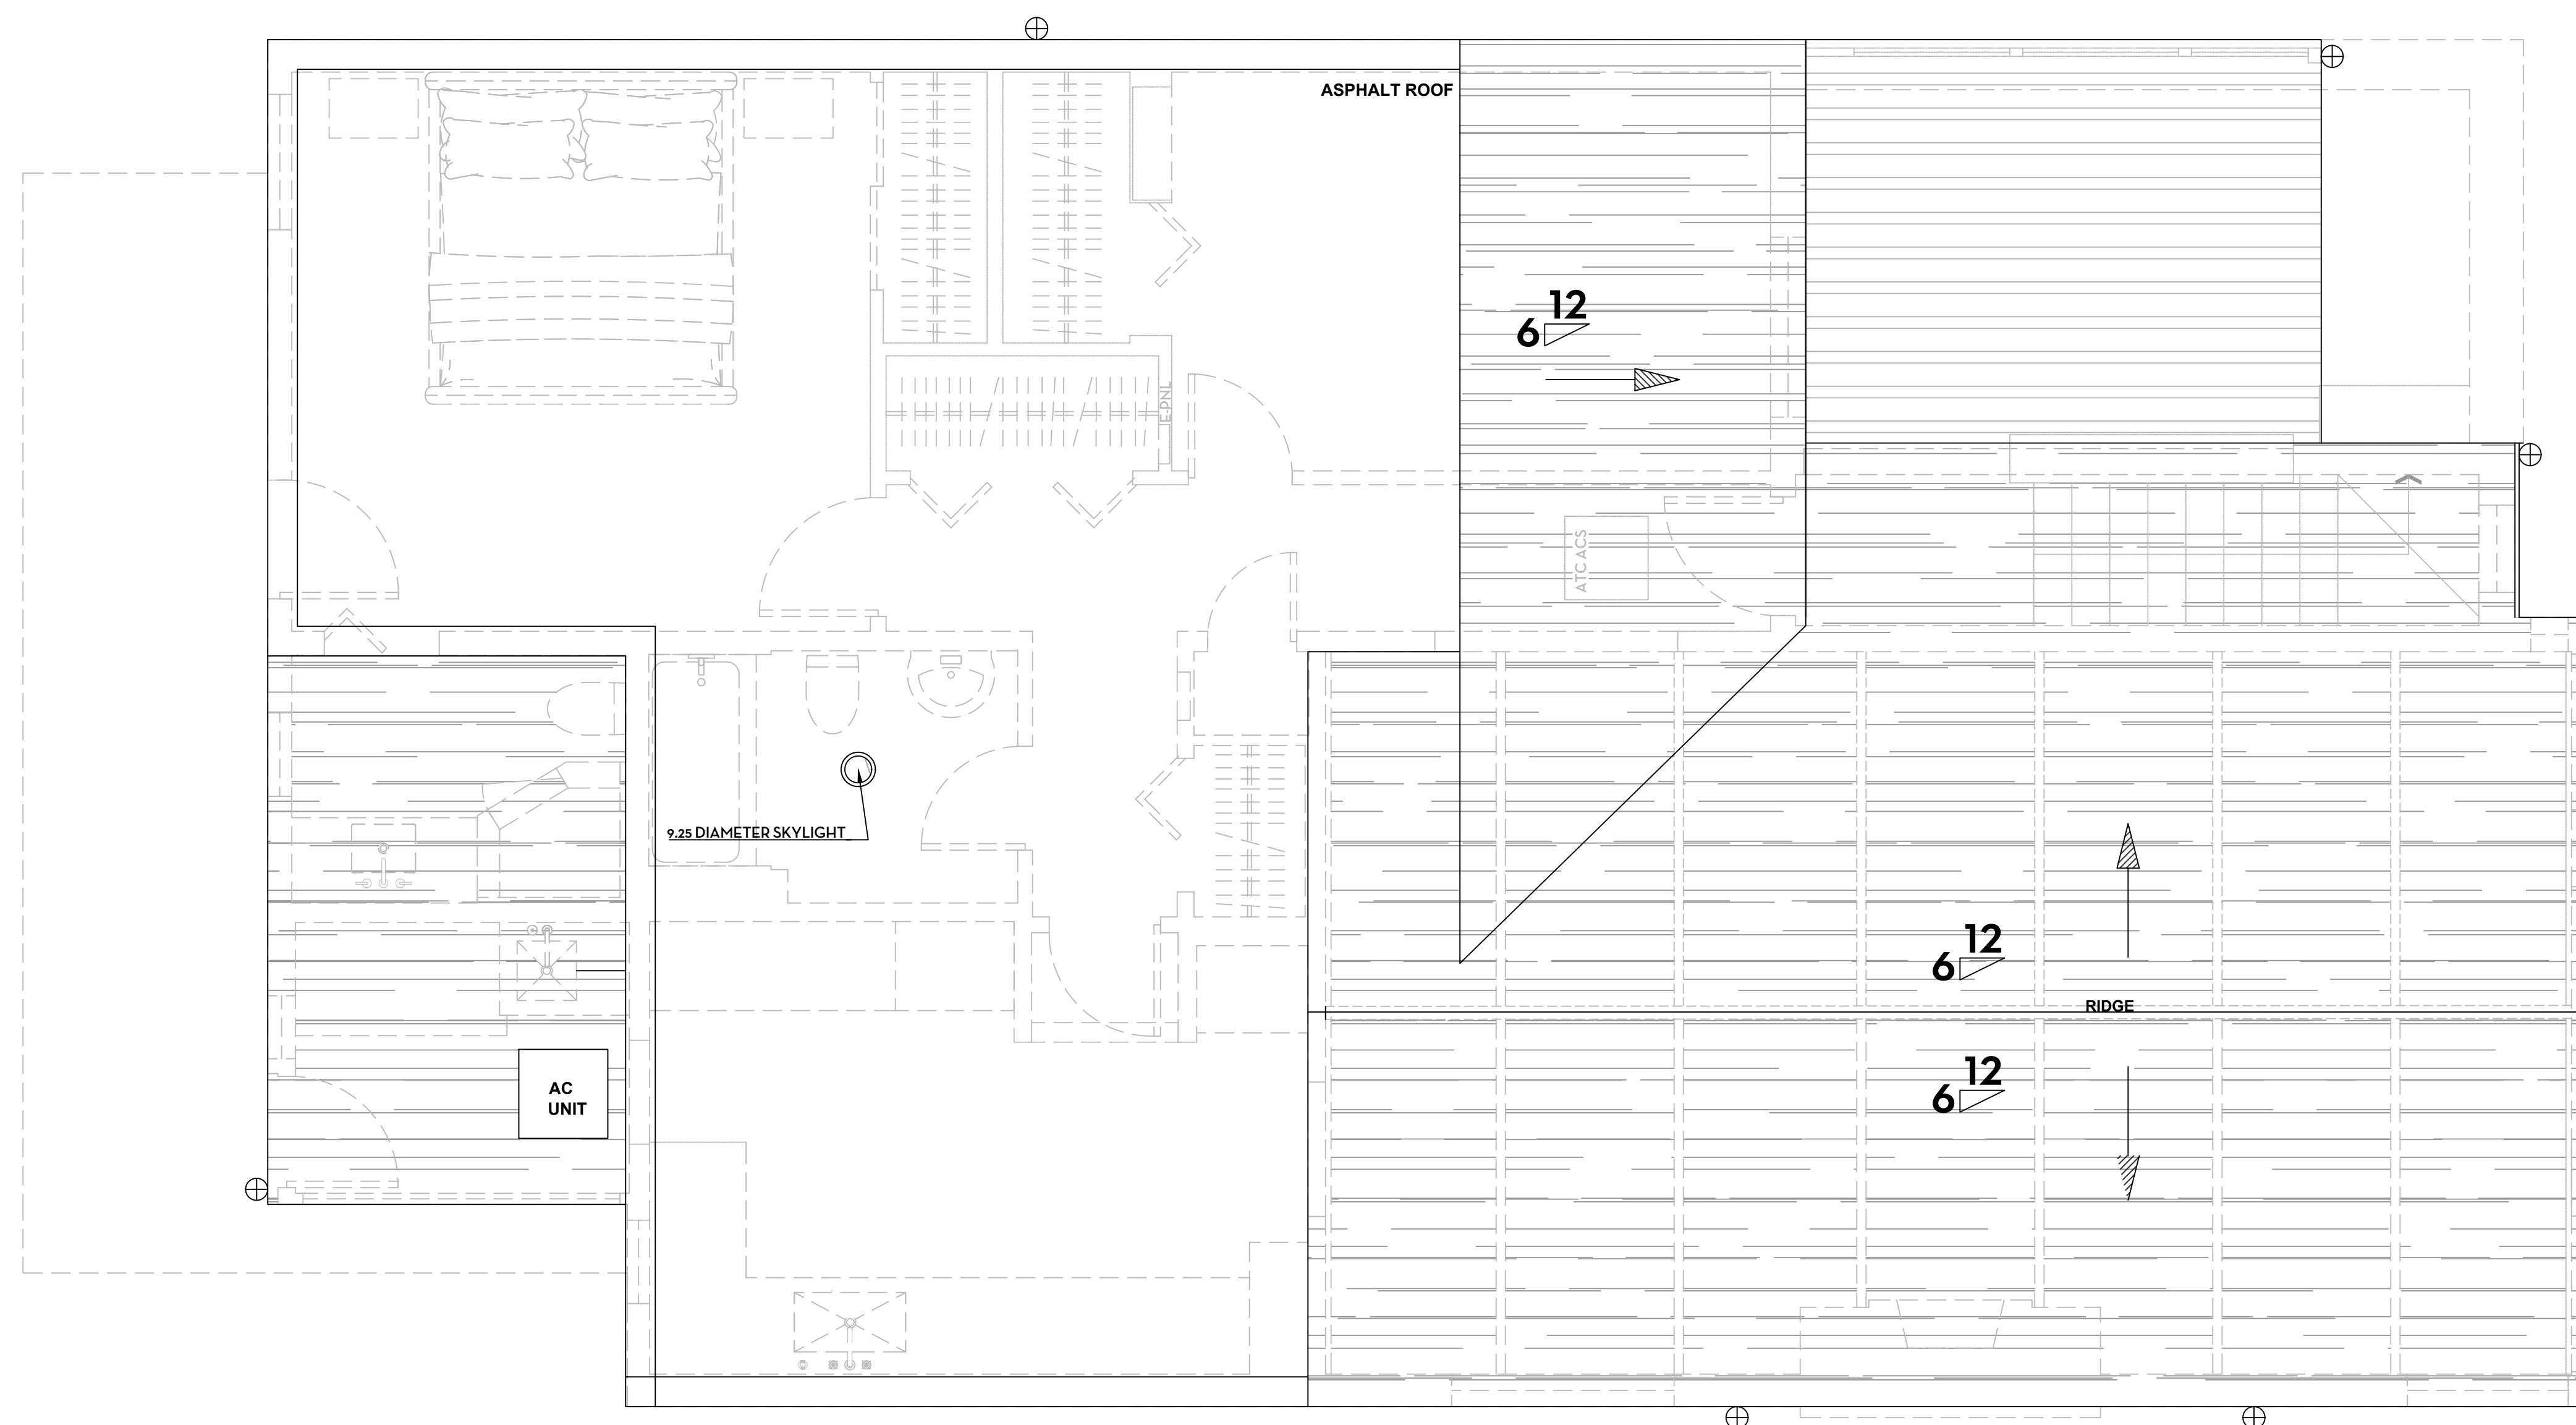 ASPHALT ROOF
12
6
E-PNL
ATC ACS
9.25 DIAMETER SKYLIGHT
12
6
RIDGE
12
6
AC
UNIT